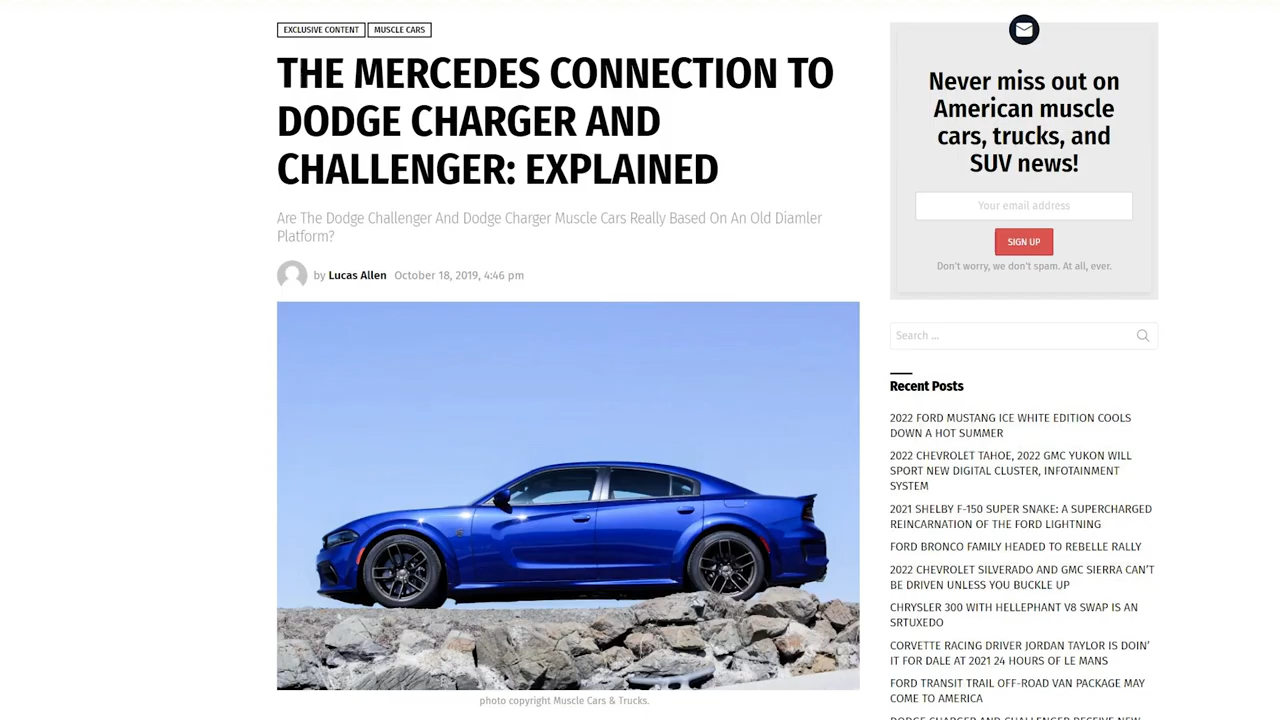 EXCLUSIVE CONTENT
MUSCLE CARS
THE MERCEDES CONNECTION TO
DODGE CHARGER AND
CHALLENGER: EXPLAINED
Are The Dodge Challenger And Dodge Charger Muscle Cars Really Based On An Old Diamler
Platform?
by Lucas Allen October 18, 2019, 4:46 pm
photo copyright Muscle Cars & Trucks.
Never miss out on
American muscle
cars, trucks, and
SUV news!
Your email address
SIGN UP
Don't worry, we don't spam. At all, ever.
Search ...
Recent Posts
2022 FORD MUSTANG ICE WHITE EDITION COOLS
DOWN A HOT SUMMER
2022 CHEVROLET TAHOE, 2022 GMC YUKON WILL
SPORT NEW DIGITAL CLUSTER, INFOTAINMENT
SYSTEM
2021 SHELBY F-150 SUPER SNAKE: A SUPERCHARGED
REINCARNATION OF THE FORD LIGHTNING
FORD BRONCO FAMILY HEADED TO REBELLE RALLY
2022 CHEVROLET SILVERADO AND GMC SIERRA CAN'T
BE DRIVEN UNLESS YOU BUCKLE UP
CHRYSLER 300 WITH HELLEPHANT V8 SWAP IS AN
SRTUXEDO
CORVETTE RACING DRIVER JORDAN TAYLOR IS DOIN'
IT FOR DALE AT 2021 24 HOURS OF LE MANS
FORD TRANSIT TRAIL OFF-ROAD VAN PACKAGE MAY
COME TO AMERICA
DODGE CHARGER AND CHALLENGER RECEIVE NEW